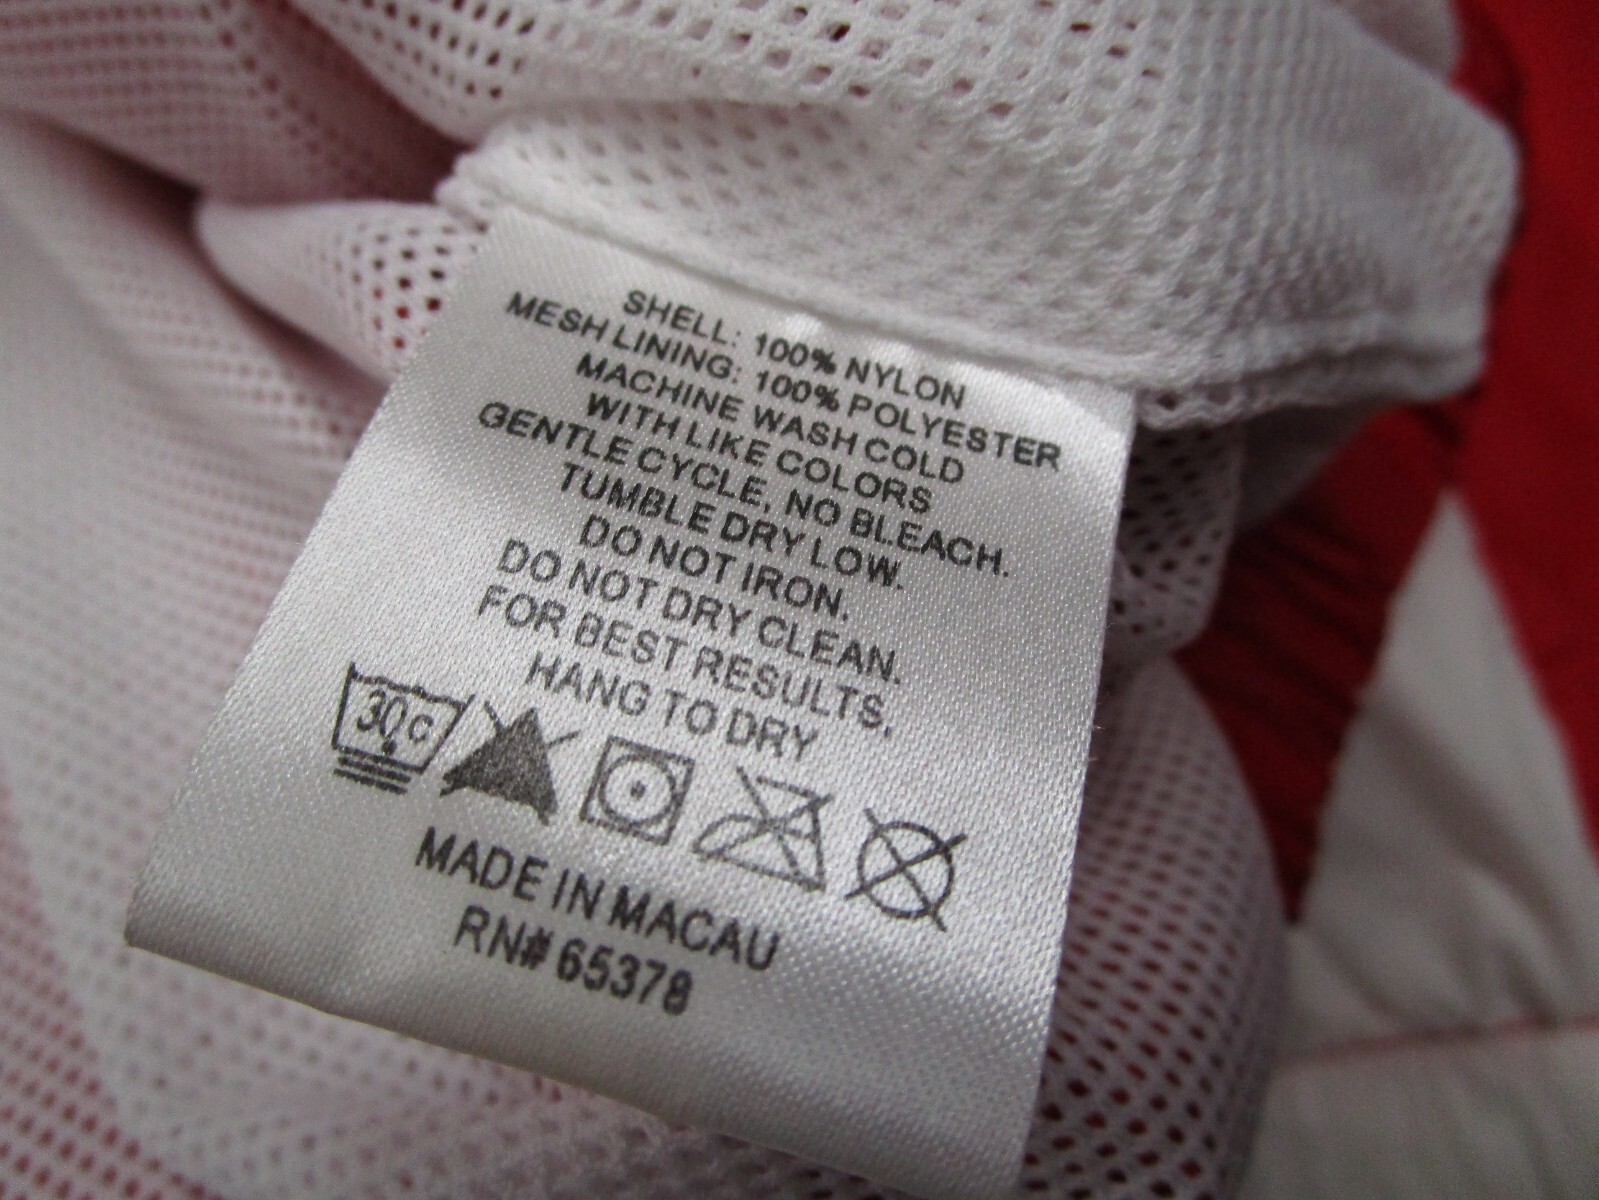 SHELL: 100% NYLON
MESH LINING: 100% POLYESTER
MACHINE WASH COLD
WITH LIKE COLORS
GENTLE CYCLE, NO BLEACH.
TUMBLE DRY LOW.
DO NOT IRON.
DO NOT DRY CLEAN.
FOR BEST RESULTS,
HANG TO DRY
30c
MADE IN MACAU
RN# 65378